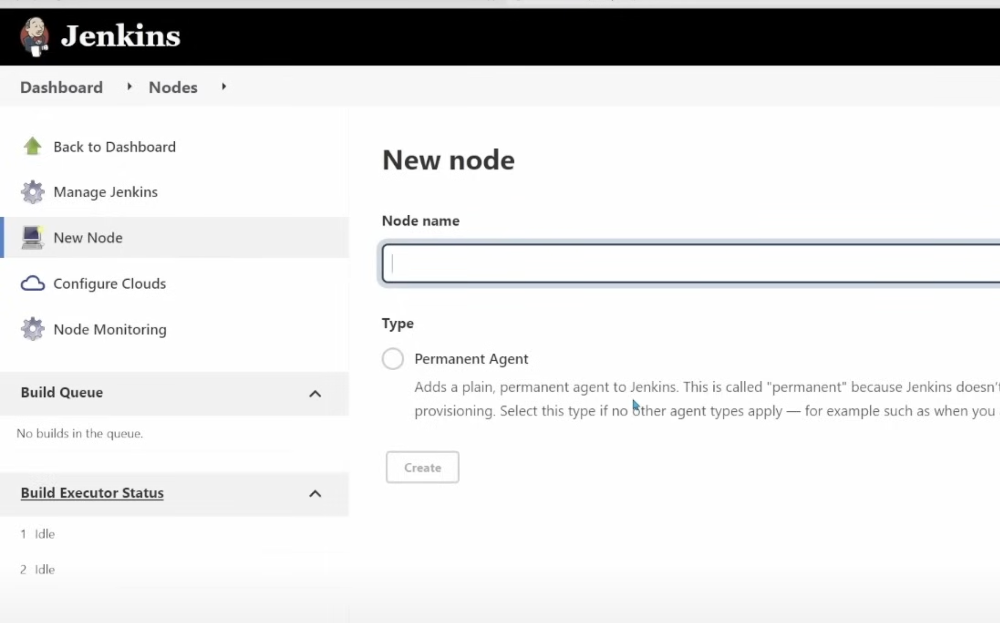 Jenkins
Dashboard
Nodes
Back to Dashboard
Manage Jenkins
New Node
Configure Clouds
Node Monitoring
Build Queue
No builds in the queue.
Build Executor Status
1 Idle
2 Idle
New node
Node name
Type
Permanent Agent
Adds a plain, permanent agent to Jenkins. This is called "permanent" because Jenkins doesn't
provisioning. Select this type if no other agent types apply — for example such as when you
Create